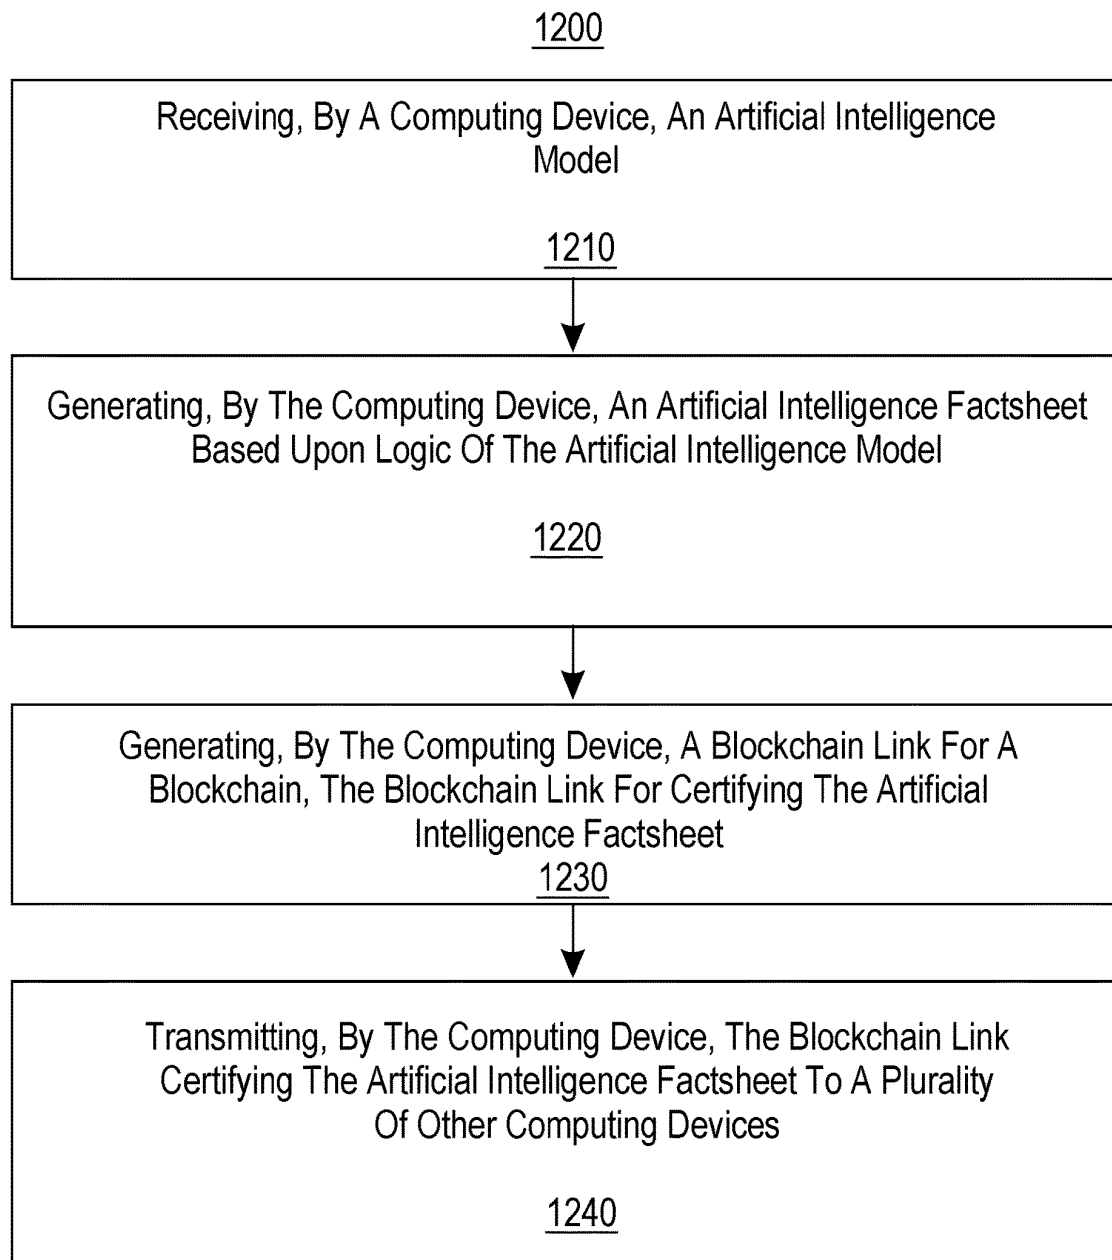 1200
Receiving, By A Computing Device, An Artificial Intelligence
Model
1210
Generating, By The Computing Device, An Artificial Intelligence Factsheet
Based Upon Logic Of The Artificial Intelligence Model
1220
Generating, By The Computing Device, A Blockchain Link For A
Blockchain, The Blockchain Link For Certifying The Artificial
Intelligence Factsheet
1230
Transmitting, By The Computing Device, The Blockchain Link
Certifying The Artificial Intelligence Factsheet To A Plurality
Of Other Computing Devices
1240